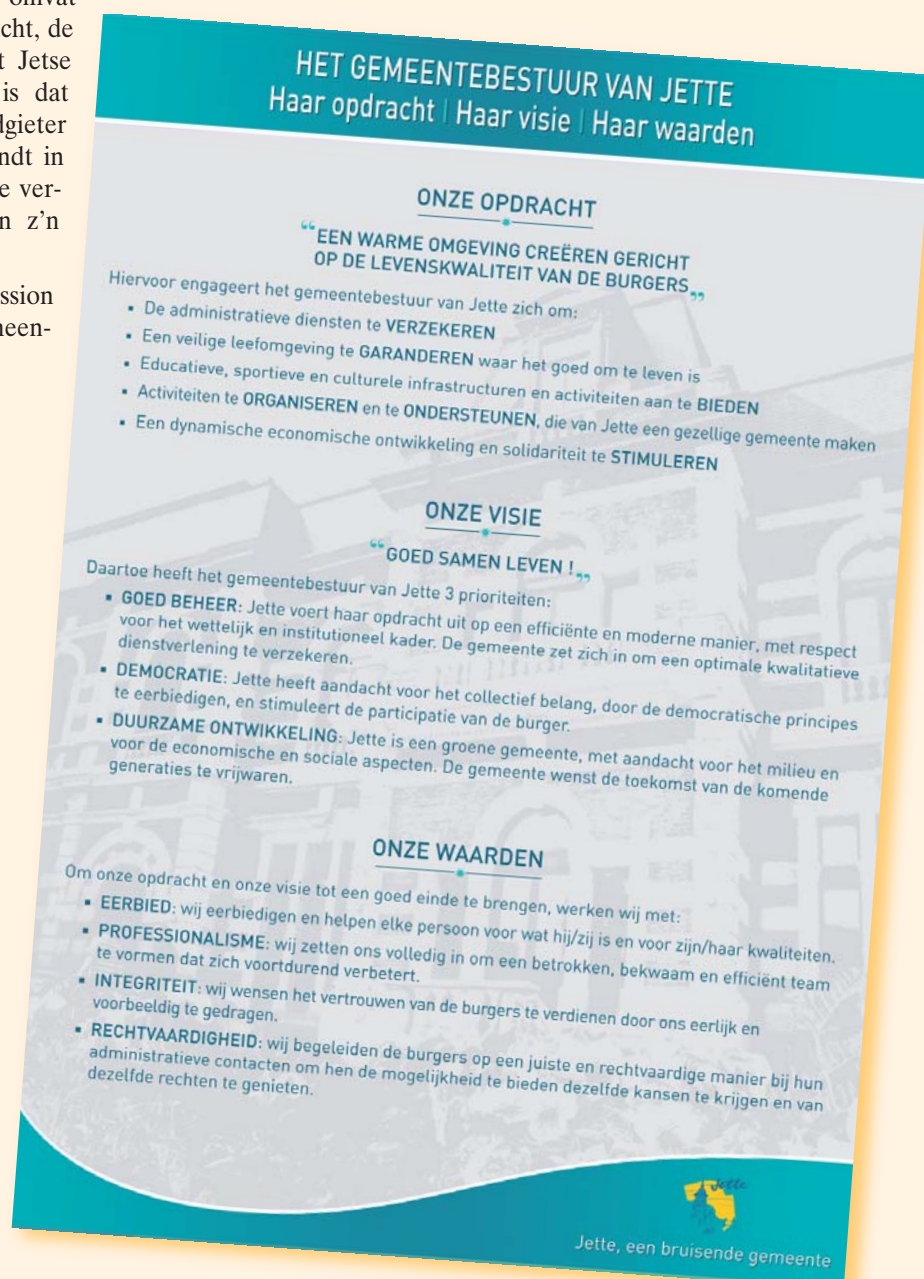 omvat
cht, de
t Jetse
is dat
dgieter
ndt in
e ver-
n z'n
ssion
neen-
HET GEMEENTEBESTUUR VAN JETTE
Haar opdracht | Haar visie | Haar waarden
ONZE OPDRACHT
“EEN WARME OMGEVING CREËREN GERICHT
OP DE LEVENSKWALITEIT VAN DE BURGERS„
Hiervoor engageert het gemeentebestuur van Jette zich om:
▪ De administratieve diensten te VERZEKEREN
▪ Een veilige leefomgeving te GARANDEREN waar het goed om te leven is
▪ Educatieve, sportieve en culturele infrastructuren en activiteiten aan te BIEDEN
▪ Activiteiten te ORGANISEREN en te ONDERSTEUNEN, die van Jette een gezellige gemeente maken
▪ Een dynamische economische ontwikkeling en solidariteit te STIMULEREN
ONZE VISIE
“GOED SAMEN LEVEN !„
Daartoe heeft het gemeentebestuur van Jette 3 prioriteiten:
▪ GOED BEHEER: Jette voert haar opdracht uit op een efficiënte en moderne manier, met respect
voor het wettelijk en institutioneel kader. De gemeente zet zich in om een optimale kwalitatieve
dienstverlening te verzekeren.
▪ DEMOCRATIE: Jette heeft aandacht voor het collectief belang, door de democratische principes
te eerbiedigen, en stimuleert de participatie van de burger.
▪ DUURZAME ONTWIKKELING: Jette is een groene gemeente, met aandacht voor het milieu en
voor de economische en sociale aspecten. De gemeente wenst de toekomst van de komende
generaties te vrijwaren.
ONZE WAARDEN
Om onze opdracht en onze visie tot een goed einde te brengen, werken wij met:
▪ EERBIED: wij eerbiedigen en helpen elke persoon voor wat hij/zij is en voor zijn/haar kwaliteiten.
▪ PROFESSIONALISME: wij zetten ons volledig in om een betrokken, bekwaam en efficiënt team
te vormen dat zich voortdurend verbetert.
▪ INTEGRITEIT: wij wensen het vertrouwen van de burgers te verdienen door ons eerlijk en
voorbeeldig te gedragen.
▪ RECHTVAARDIGHEID: wij begeleiden de burgers op een juiste en rechtvaardige manier bij hun
administratieve contacten om hen de mogelijkheid te bieden dezelfde kansen te krijgen en van
dezelfde rechten te genieten.
Jette
Jette, een bruisende gemeente